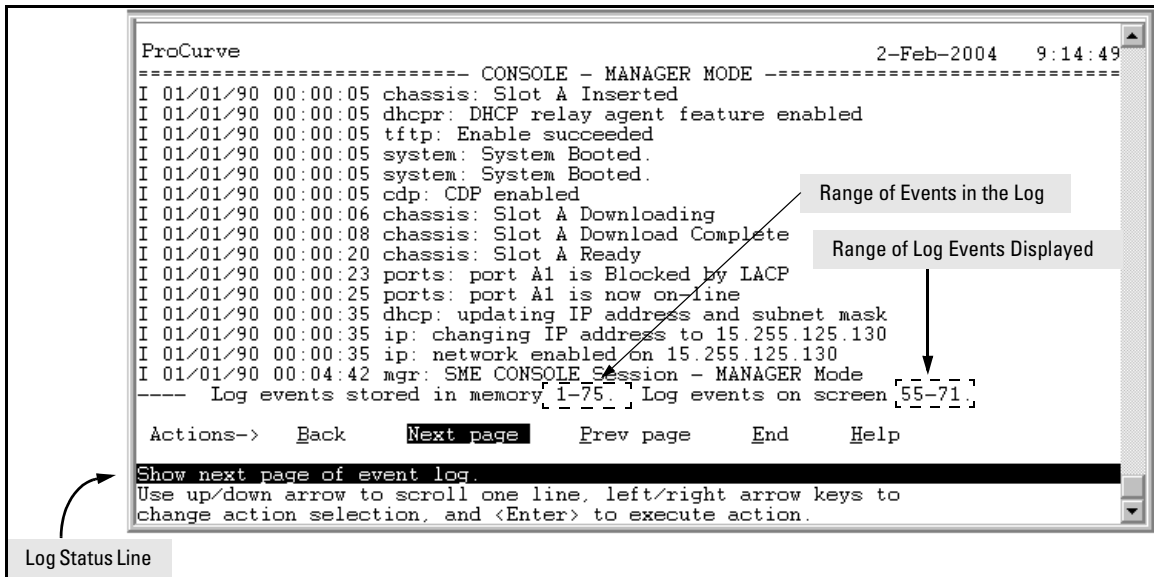 ProCurve 2-Feb-2004 9:14:49
==========================- CONSOLE - MANAGER MODE -============================
I 01/01/90 00:00:05 chassis: Slot A Inserted
I 01/01/90 00:00:05 dhcpr: DHCP relay agent feature enabled
I 01/01/90 00:00:05 tftp: Enable succeeded
I 01/01/90 00:00:05 system: System Booted.
I 01/01/90 00:00:05 system: System Booted.
I 01/01/90 00:00:05 cdp: CDP enabled
Range of Events in the Log
I 01/01/90 00:00:06 chassis: Slot A Downloading
I 01/01/90 00:00:08 chassis: Slot A Download Complete
Range of Log Events Displayed
I 01/01/90 00:00:20 chassis: Slot A Ready
I 01/01/90 00:00:23 ports: port A1 is Blocked by LACP
I 01/01/90 00:00:25 ports: port A1 is now on-line
I 01/01/90 00:00:35 dhcp: updating IP address and subnet mask
I 01/01/90 00:00:35 ip: changing IP address to 15.255.125.130
I 01/01/90 00:00:35 ip: network enabled on 15.255.125.130
I 01/01/90 00:04:42 mgr: SME CONSOLE Session - MANAGER Mode
---- Log events stored in memory 1-75. Log events on screen 55-71.
Actions-> Back Next page Prev page End Help
Show next page of event log.
Use up/down arrow to scroll one line, left/right arrow keys to
change action selection, and <Enter> to execute action.
Log Status Line